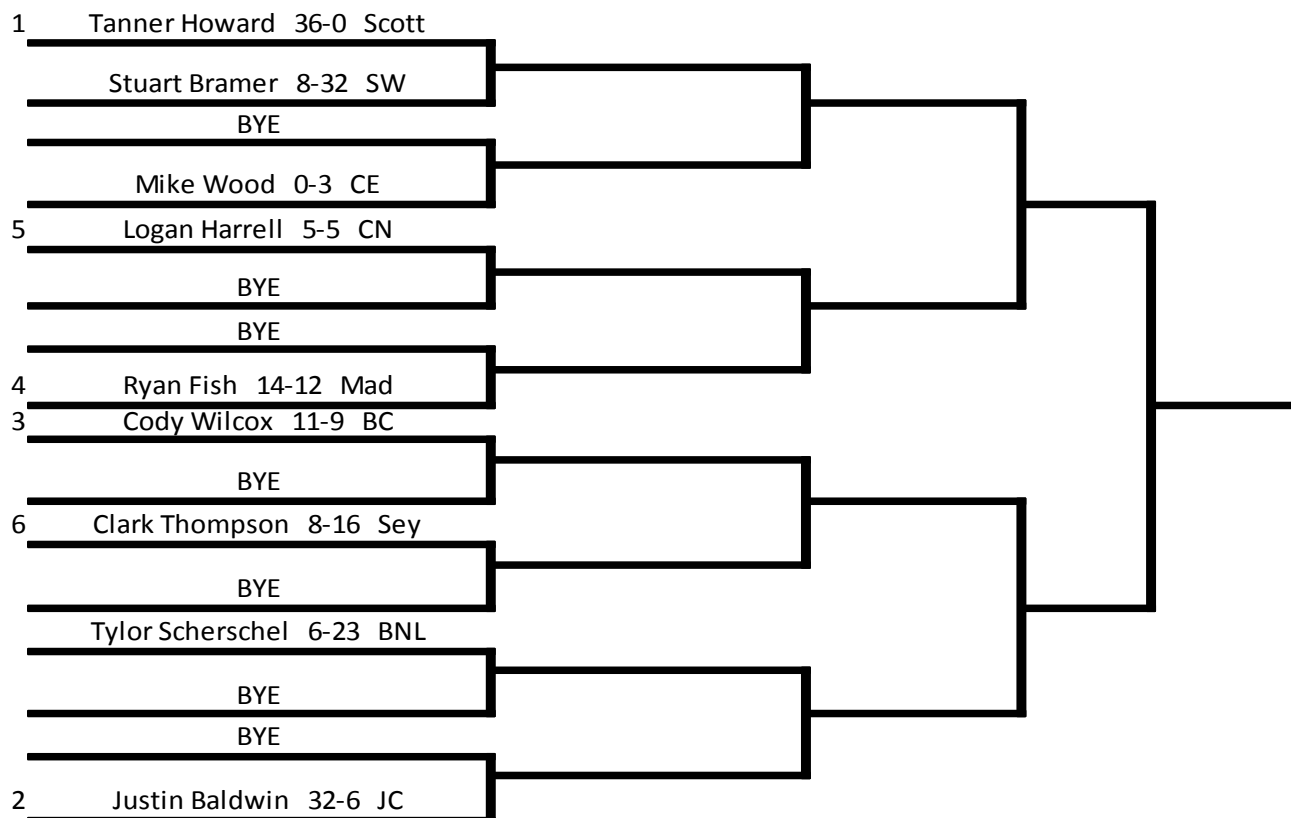 1 Tanner Howard 36-0 Scott
Stuart Bramer 8-32 SW
BYE
Mike Wood 0-3 CE
5 Logan Harrell 5-5 CN
BYE
BYE
4 Ryan Fish 14-12 Mad
3 Cody Wilcox 11-9 BC
BYE
6 Clark Thompson 8-16 Sey
BYE
Tylor Scherschel 6-23 BNL
BYE
BYE
2 Justin Baldwin 32-6 JC